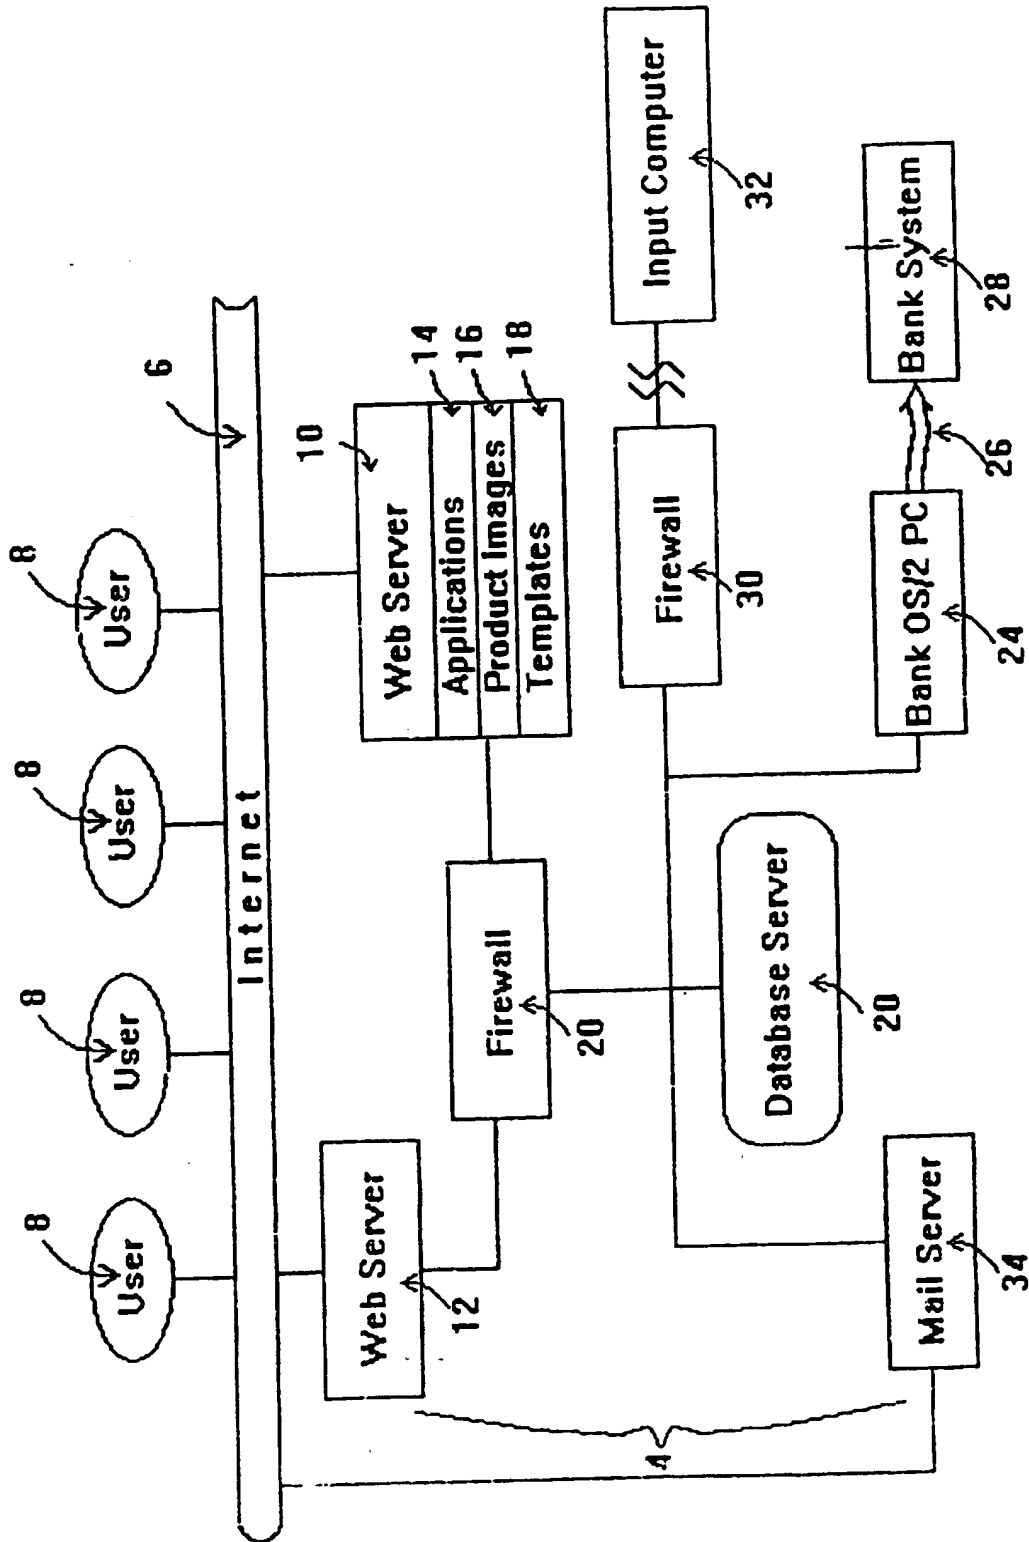 8
8
8
8
User
User
User
User
6
Internet
Web Server
12
10
Web Server
Applications
14
Product Images
16
Templates
18
Firewall
20
Firewall
30
Input Computer
32
Database Server
20
4
Mail Server
34
Bank OS/2 PC
24
26
Bank System
28